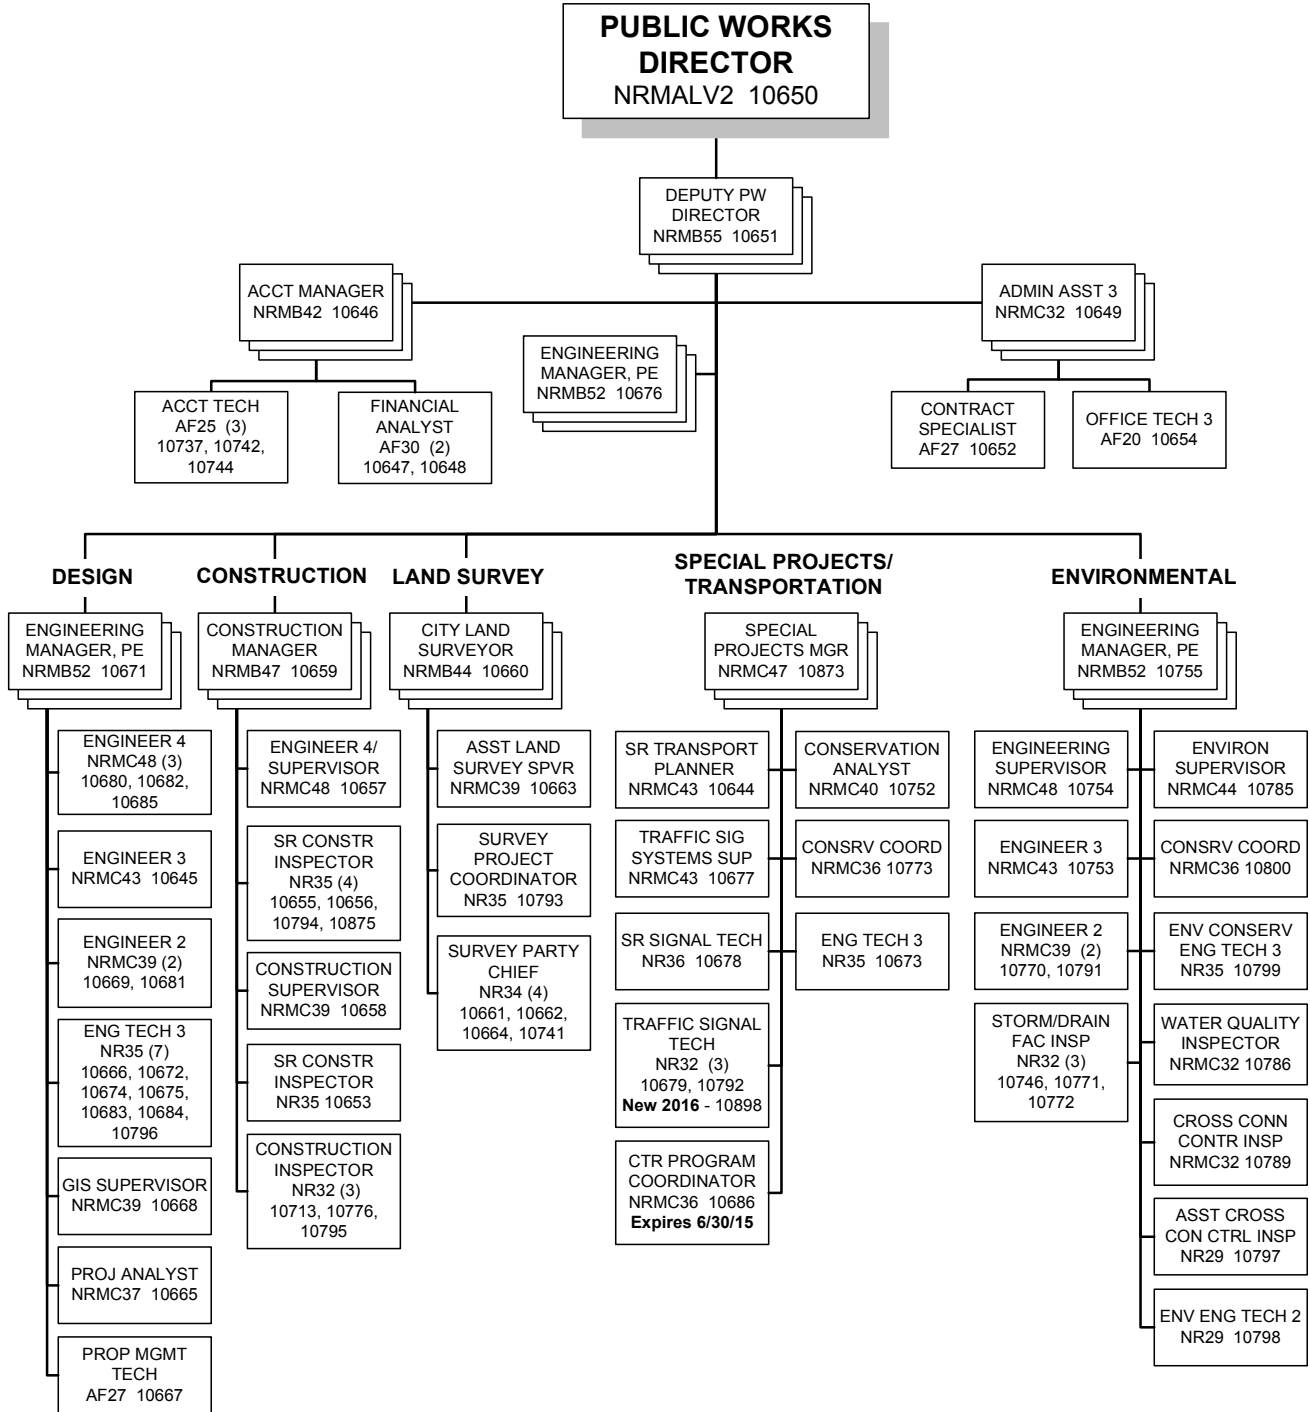 PUBLIC WORKS
DIRECTOR
NRMALV2 10650
DEPUTY PW
DIRECTOR
NRMB55 10651
ACCT MANAGER
NRMB42 10646
ADMIN ASST 3
NRMC32 10649
ENGINEERING
MANAGER, PE
NRMB52 10676
ACCT TECH
AF25 (3)
10737, 10742,
10744
FINANCIAL
ANALYST
AF30 (2)
10647, 10648
CONTRACT
SPECIALIST
AF27 10652
OFFICE TECH 3
AF20 10654
DESIGN
ENGINEERING
MANAGER, PE
NRMB52 10671
ENGINEER 4
NRMC48 (3)
10680, 10682,
10685
ENGINEER 3
NRMC43 10645
ENGINEER 2
NRMC39 (2)
10669, 10681
ENG TECH 3
NR35 (7)
10666, 10672,
10674, 10675,
10683, 10684,
10796
GIS SUPERVISOR
NRMC39 10668
PROJ ANALYST
NRMC37 10665
PROP MGMT
TECH
AF27 10667
CONSTRUCTION
CONSTRUCTION
MANAGER
NRMB47 10659
ENGINEER 4/
SUPERVISOR
NRMC48 10657
SR CONSTR
INSPECTOR
NR35 (4)
10655, 10656,
10794, 10875
CONSTRUCTION
SUPERVISOR
NRMC39 10658
SR CONSTR
INSPECTOR
NR35 10653
CONSTRUCTION
INSPECTOR
NR32 (3)
10713, 10776,
10795
LAND SURVEY
CITY LAND
SURVEYOR
NRMB44 10660
ASST LAND
SURVEY SPVR
NRMC39 10663
SURVEY
PROJECT
COORDINATOR
NR35 10793
SURVEY PARTY
CHIEF
NR34 (4)
10661, 10662,
10664, 10741
SPECIAL PROJECTS/
TRANSPORTATION
SPECIAL
PROJECTS MGR
NRMC47 10873
SR TRANSPORT
PLANNER
NRMC43 10644
TRAFFIC SIG
SYSTEMS SUP
NRMC43 10677
SR SIGNAL TECH
NR36 10678
TRAFFIC SIGNAL
TECH
NR32 (3)
10679, 10792
New 2016 - 10898
CTR PROGRAM
COORDINATOR
NRMC36 10686
Expires 6/30/15
CONSERVATION
ANALYST
NRMC40 10752
CONSRV COORD
NRMC36 10773
ENG TECH 3
NR35 10673
ENVIRONMENTAL
ENGINEERING
MANAGER, PE
NRMB52 10755
ENGINEERING
SUPERVISOR
NRMC48 10754
ENGINEER 3
NRMC43 10753
ENGINEER 2
NRMC39 (2)
10770, 10791
STORM/DRAIN
FAC INSP
NR32 (3)
10746, 10771,
10772
ENVIRON
SUPERVISOR
NRMC44 10785
CONSRV COORD
NRMC36 10800
ENV CONSERV
ENG TECH 3
NR35 10799
WATER QUALITY
INSPECTOR
NRMC32 10786
CROSS CONN
CONTR INSP
NRMC32 10789
ASST CROSS
CON CTRL INSP
NR29 10797
ENV ENG TECH 2
NR29 10798